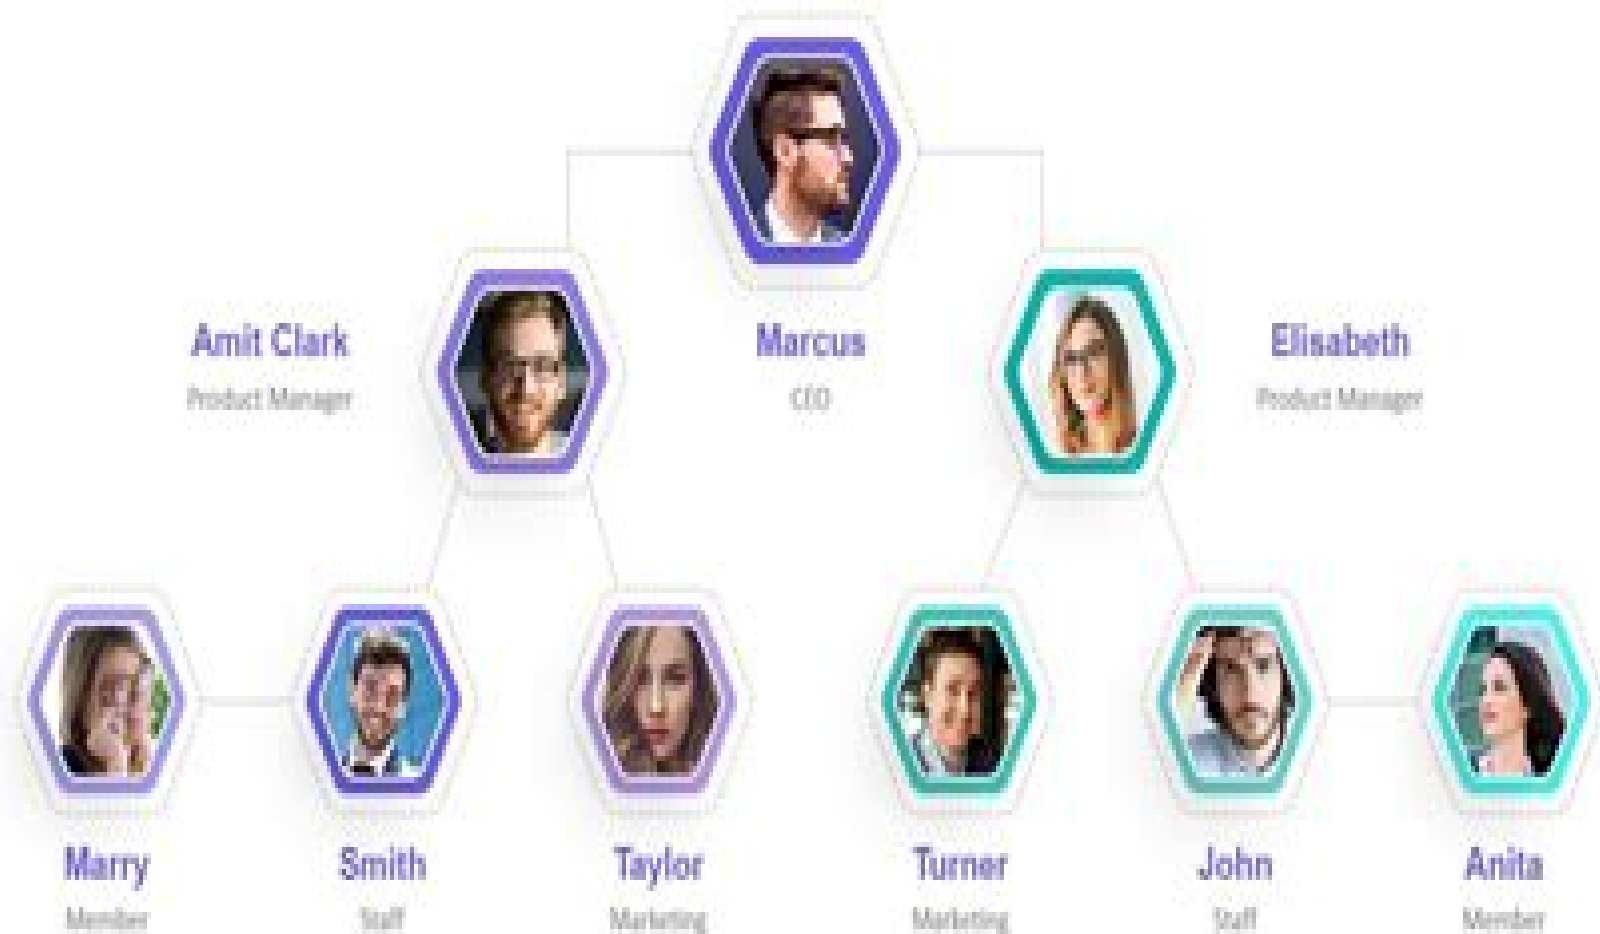 Amit Clark
Product Manager
Marcus
CEO
Elisabeth
Product Manager
Marry
Member
Smith
Staff
Taylor
Marketing
Turner
Marketing
John
Staff
Anita
Member